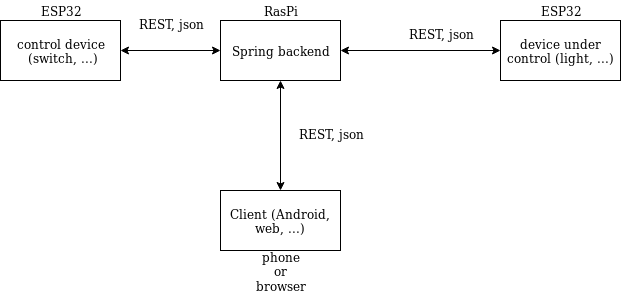 ESP32
RasPi
ESP32
REST, json
REST, json
control device
(switch, ...)
Spring backend
device under
control (light, ...)
REST, json
Client (Android,
web, ...)
phone
or
browser